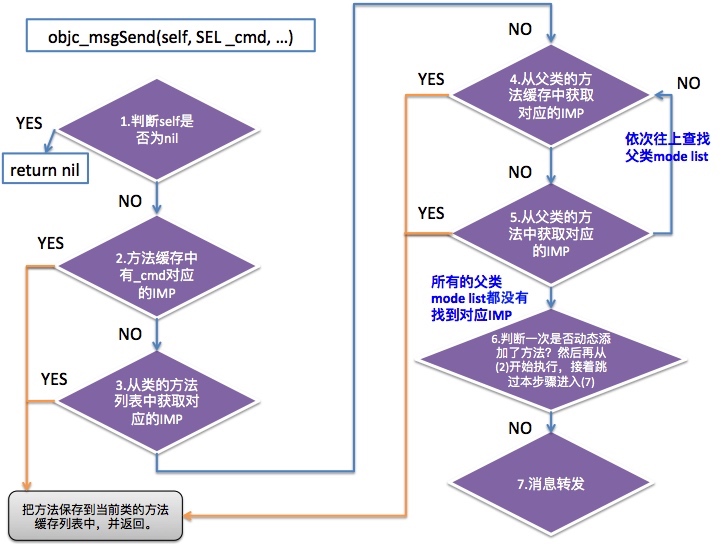 objc_msgSend(self, SEL _cmd, ...)
YES
1.判断self是
否为nil
return nil
NO
YES
2.方法缓存中
有_cmd对应
的IMP
NO
YES
3.从类的方法
列表中获取对
应的IMP
把方法保存到当前类的方法
缓存列表中，并返回。
NO
YES
4.从父类的方
法缓存中获取
对应的IMP
NO
依次往上查找
父类mode list
NO
YES
5.从父类的方
法中获取对应
的IMP
所有的父类
mode list都没有
找到对应IMP
6.判断一次是否动态添
加了方法？然后再从
(2)开始执行，接着跳
过本步骤进入(7)
NO
7.消息转发